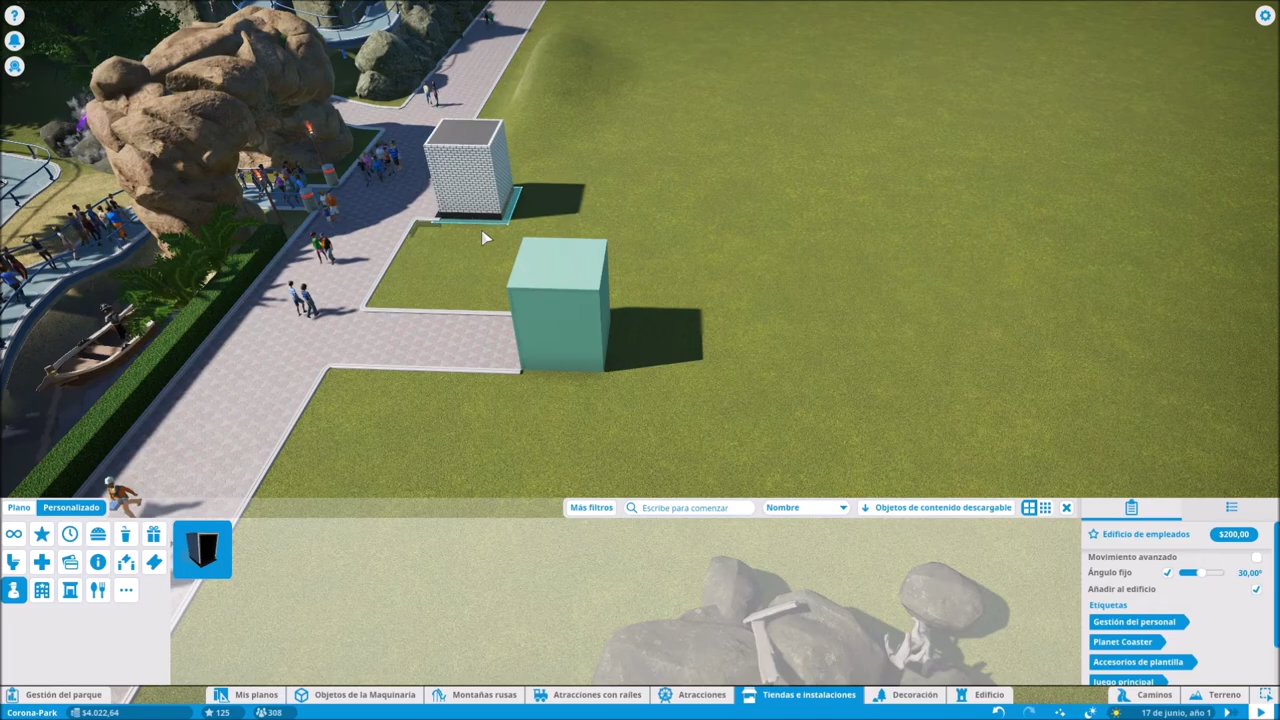 Plano Personalizado
Más filtros Escribe para comenzar Nombre Objetos de contenido descargable
Edificio de empleados $200,00
Movimiento avanzado
Ángulo fijo 30,00°
Añadir al edificio
Etiquetas
Gestión del personal
Planet Coaster
Accesorios de plantilla
Juego principal
Gestión del parque Mis planos Objetos de la Maquinaria Montañas rusas Atracciones con raíles Atracciones Tiendas e instalaciones Decoración Edificio Caminos Terreno
Corona-Park $4.022,64 125 308 17 de junio, año 1